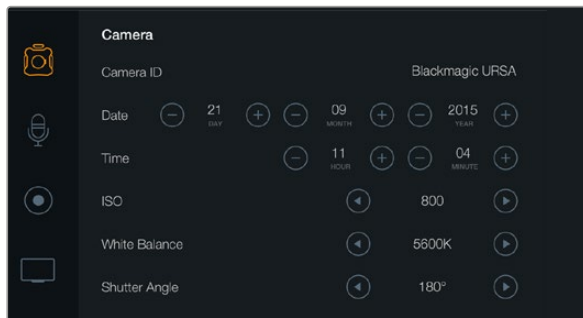 Camera
Camera ID Blackmagic URSA
Date 21 09 2015
DAY MONTH YEAR
Time 11 04
HOUR MINUTE
ISO 800
White Balance 5600K
Shutter Angle 180°